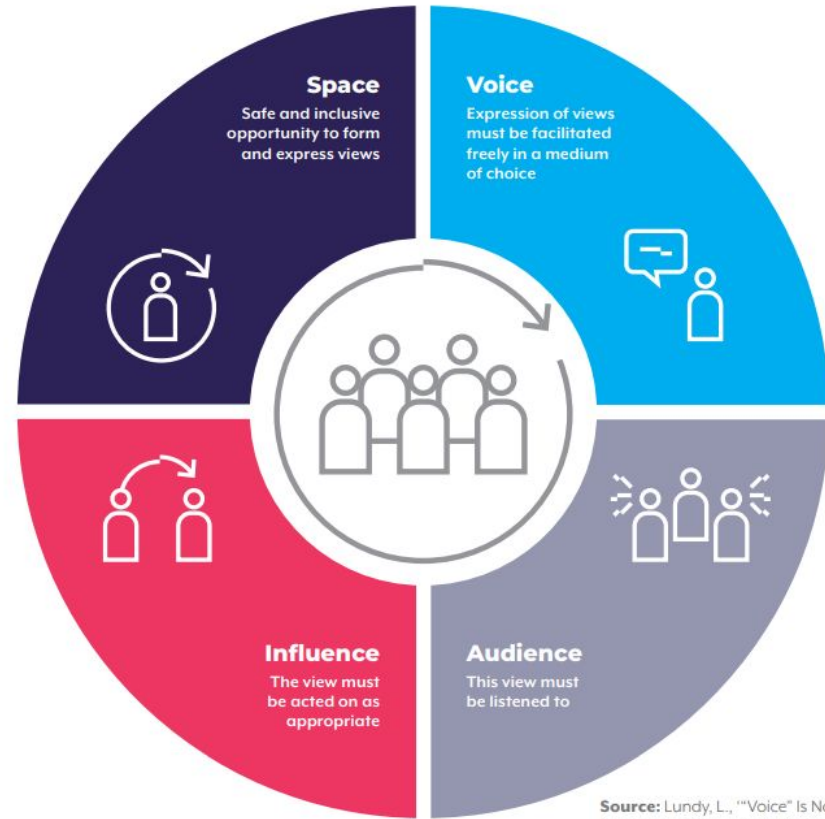 Space
Safe and inclusive
opportunity to form
and express views
Voice
Expression of views
must be facilitated
freely in a medium
of choice
Influence
The view must
be acted on as
appropriate
Audience
This view must
be listened to
Source: Lundy, L., ‘“Voice” Is